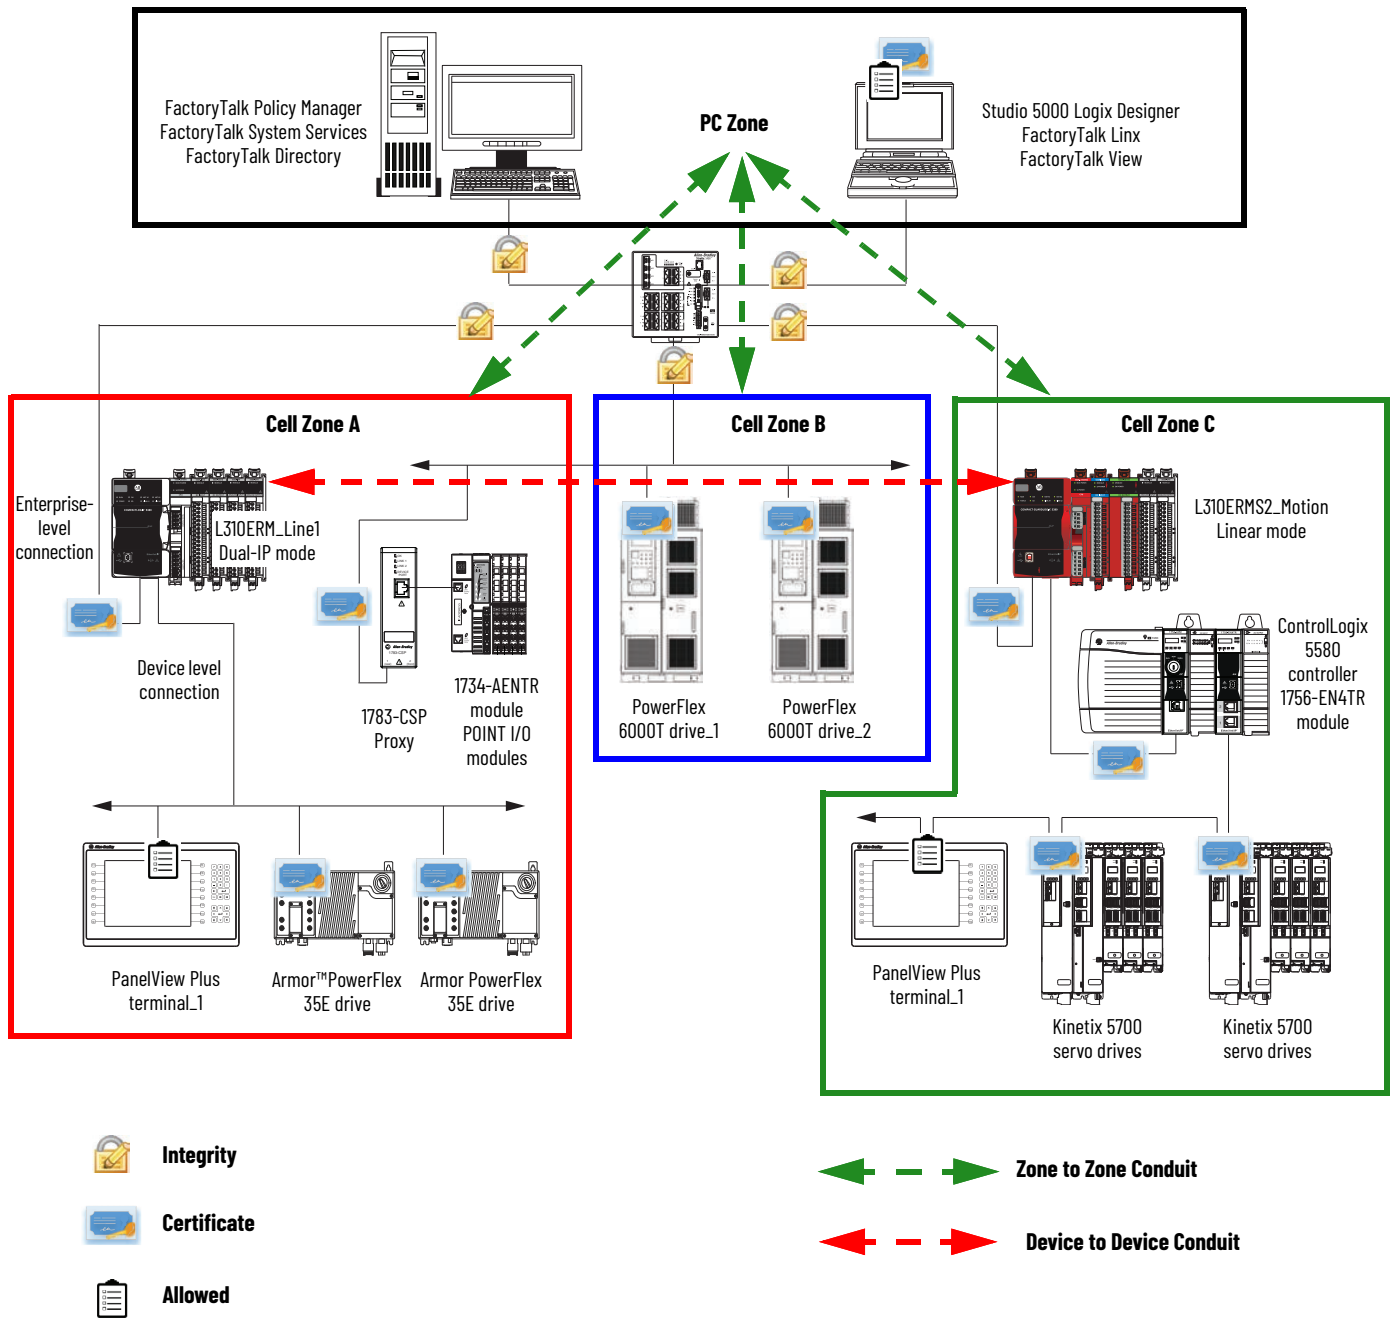 FactoryTalk Policy Manager
FactoryTalk System Services
FactoryTalk Directory
PC Zone
Studio 5000 Logix Designer
FactoryTalk Linx
FactoryTalk View
Cell Zone A
Cell Zone B
Cell Zone C
Enterprise-
level
connection
L310ERM_Line1
Dual-IP mode
L310ERMS2_Motion
Linear mode
Device level
connection
1783-CSP
Proxy
1734-AENTR
module
POINT I/O
modules
PowerFlex
6000T drive_1
PowerFlex
6000T drive_2
ControlLogix
5580
controller
1756-EN4TR
module
PanelView Plus
terminal_1
Armor™PowerFlex
35E drive
Armor PowerFlex
35E drive
PanelView Plus
terminal_1
Kinetix 5700
servo drives
Kinetix 5700
servo drives
Integrity
Certificate
Allowed
Zone to Zone Conduit
Device to Device Conduit